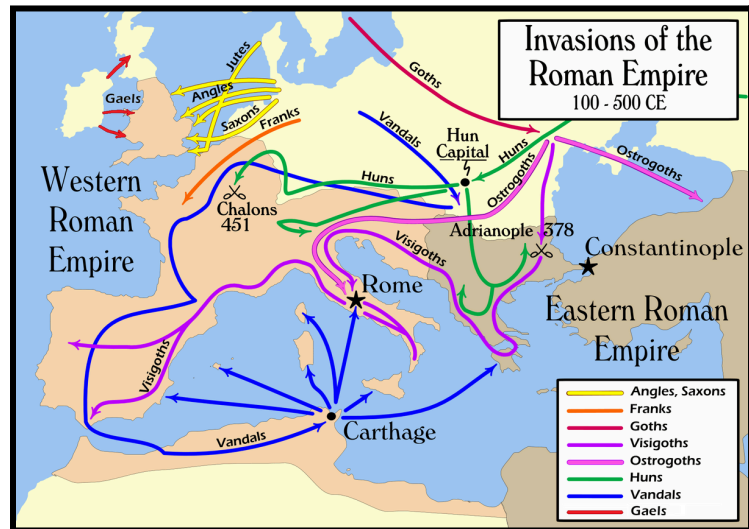 Invasions of the
Roman Empire
100 - 500 CE
Jutes
Angles
Saxons
Gaels
Franks
Goths
Vandals
Hun
Capital
Huns
Ostrogoths
Ostrogoths
Huns
Western
Roman
Empire
Chalons
451
Adrianople 378
Visigoths
Constantinople
Rome
Eastern Roman
Empire
Visigoths
Vandals
Carthage
Angles, Saxons
Franks
Goths
Visigoths
Ostrogoths
Huns
Vandals
Gaels